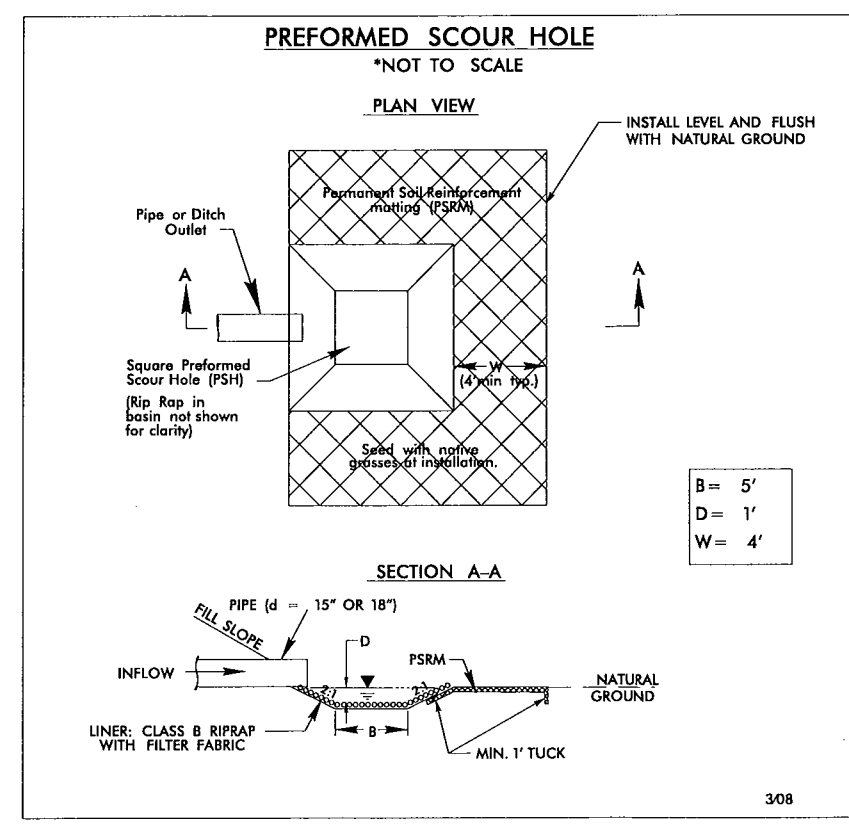 PREFORMED SCOUR HOLE
*NOT TO SCALE
PLAN VIEW
INSTALL LEVEL AND FLUSH
WITH NATURAL GROUND
Permanent Soil Reinforcement
matting (PSRM)
Pipe or Ditch
Outlet
A
A
Square Preformed
Scour Hole (PSH)
(Rip Rap in
basin not shown
for clarity)
W
(4'min typ.)
Seed with native
grasses at installation.
B= 5'
D= 1'
W= 4'
SECTION A-A
PIPE (d = 15" OR 18")
FILL SLOPE
D
PSRM
INFLOW
2:1
2:1
NATURAL
GROUND
LINER: CLASS B RIPRAP
WITH FILTER FABRIC
B
MIN. 1' TUCK
3/08